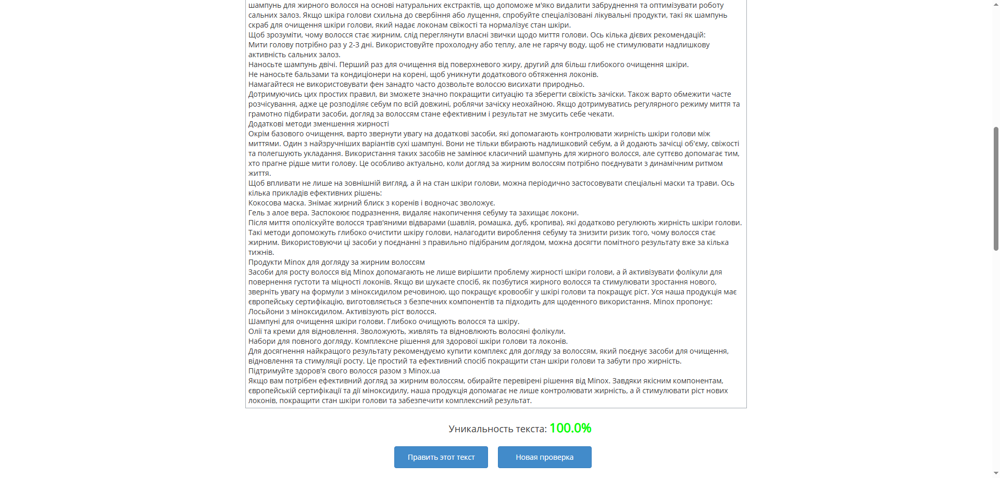 шампунь для жирного волосся на основі натуральних екстрактів, що допоможе м'яко видалити забруднення та оптимізувати роботу
сальних залоз. Якщо шкіра голови схильна до свербіння або лущення, спробуйте спеціалізовані лікувальні продукти, такі як шампунь
скраб для очищення шкіри голови, який надає локонам свіжості та нормалізує стан шкіри.
Щоб зрозуміти, чому волосся стає жирним, слід переглянути власні звички щодо миття голови. Ось кілька дієвих рекомендацій:
Мити голову потрібно раз у 2-3 дні. Використовуйте прохолодну або теплу, але не гарячу воду, щоб не стимулювати надлишкову
активність сальних залоз.
Наносьте шампунь двічі. Перший раз для очищення від поверхневого жиру, другий для більш глибокого очищення шкіри.
Не наносьте бальзами та кондиціонери на корені, щоб уникнути додаткового обтяження локонів.
Намагайтеся не використовувати фен занадто часто дозвольте волоссю висихати природньо.
Дотримуючись цих простих правил, ви зможете значно покращити ситуацію та зберегти свіжість зачіски. Також варто обмежити часте
розчісування, адже це розподіляє себум по всій довжині, роблячи зачіску неохайною. Якщо дотримуватись регулярного режиму миття та
грамотно підбирати засоби, догляд за волоссям стане ефективним і результат не змусить себе чекати.
Додаткові методи зменшення жирності
Окрім базового очищення, варто звернути увагу на додаткові засоби, які допомагають контролювати жирність шкіри голови між
миттями. Один з найзручніших варіантів сухі шампуні. Вони не тільки вбирають надлишковий себум, а й додають зачісці об'єму, свіжості
та полегшують укладання. Використання таких засобів не замінює класичний шампунь для жирного волосся, але суттєво допомагає тим,
хто прагне рідше мити голову. Це особливо актуально, коли догляд за жирним волоссям потрібно поєднувати з динамічним ритмом
життя.
Щоб впливати не лише на зовнішній вигляд, а й на стан шкіри голови, можна періодично застосовувати спеціальні маски та трави. Ось
кілька прикладів ефективних рішень:
Кокосова маска. Знімає жирний блиск з коренів і водночас зволожує.
Гель з алое вера. Заспокоює подразнення, видаляє накопичення себуму та захищає локони.
Після миття ополіскуйте волосся трав'яними відварами (шавлія, ромашка, дуб, кропива), які додатково регулюють жирність шкіри голови.
Такі методи допоможуть глибоко очистити шкіру голови, налагодити вироблення себуму та знизити ризик того, чому волосся стає
жирним. Використовуючи ці засоби у поєднанні з правильно підібраним доглядом, можна досягти помітного результату вже за кілька
тижнів.
Продукти Minox для догляду за жирним волоссям
Засоби для росту волосся від Minox допомагають не лише вирішити проблему жирності шкіри голови, а й активізувати фолікули для
повернення густоти та міцності локонів. Якщо ви шукаєте спосіб, як позбутися жирного волосся та стимулювати зростання нового,
зверніть увагу на формули з міноксидилом речовиною, що покращує кровообіг у шкірі голови та покращує ріст. Уся наша продукція має
європейську сертифікацію, виготовляється з безпечних компонентів та підходить для щоденного використання. Minox пропонує:
Лосьйони з міноксидилом. Активізують ріст волосся.
Шампуні для очищення шкіри голови. Глибоко очищують волосся та шкіру.
Олії та креми для відновлення. Зволожують, живлять та відновлюють волосяні фолікули.
Набори для повного догляду. Комплексне рішення для здорової шкіри голови та локонів.
Для досягнення найкращого результату рекомендуємо купити комплекс для догляду за волоссям, який поєднує засоби для очищення,
відновлення та стимуляції росту. Це простий та ефективний спосіб покращити стан шкіри голови та забути про жирність.
Підтримуйте здоров'я свого волосся разом з Minox.ua
Якщо вам потрібен ефективний догляд за жирним волоссям, обирайте перевірені рішення від Minox. Завдяки якісним компонентам,
європейській сертифікації та дії міноксидилу, наша продукція допомагає не лише контролювати жирність, а й стимулювати ріст нових
локонів, покращити стан шкіри голови та забезпечити комплексний результат.
Уникальность текста: 100.0%
Править этот текст
Новая проверка